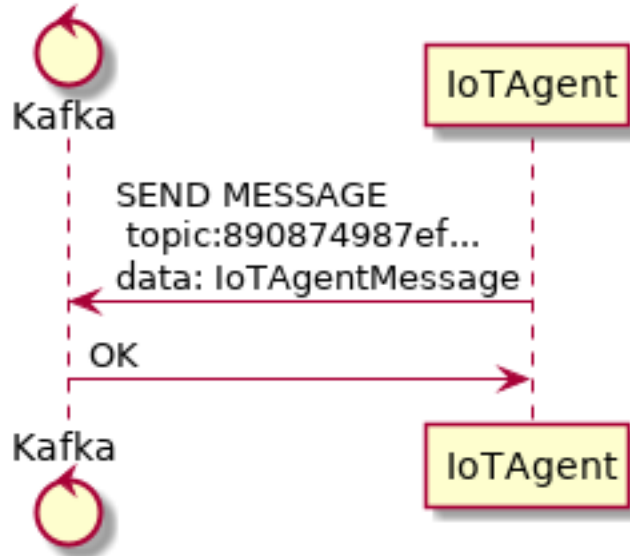 Kafka
IoTAgent
SEND MESSAGE
topic:890874987ef...
data: IoTAgentMessage
OK
Kafka
IoTAgent